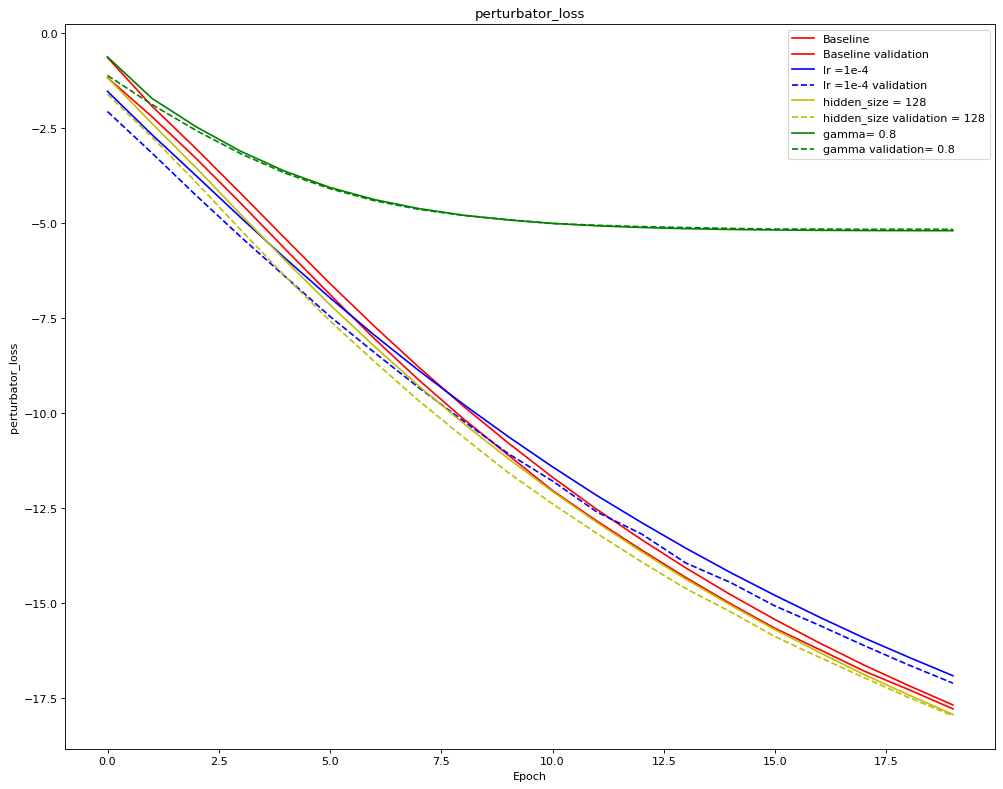 perturbator_loss
Baseline
Baseline validation
lr =1e-4
lr =1e-4 validation
hidden_size = 128
hidden_size validation = 128
gamma= 0.8
gamma validation= 0.8
perturbator_loss
0.0
−2.5
−5.0
−7.5
−10.0
−12.5
−15.0
−17.5
0.0 2.5 5.0 7.5 10.0 12.5 15.0 17.5
Epoch